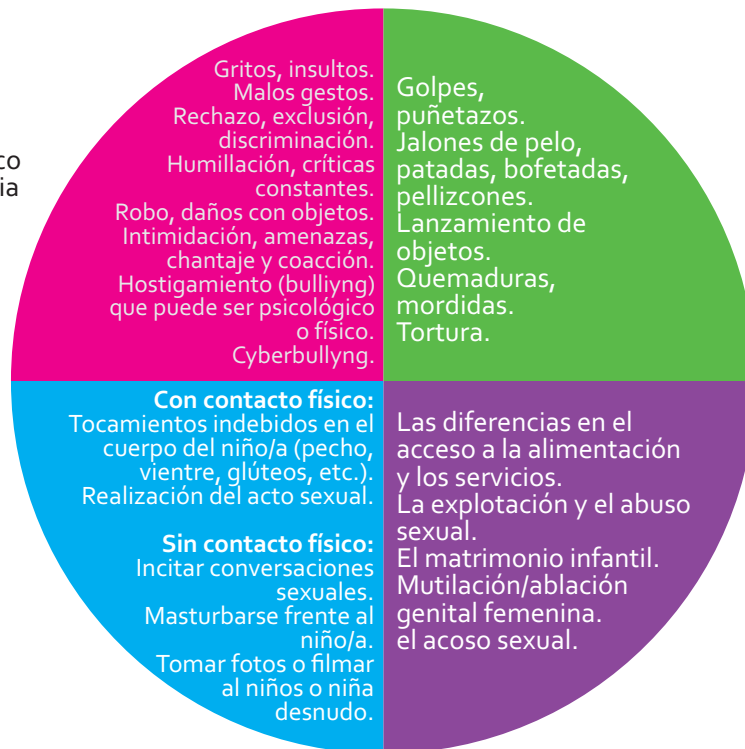 co
ia
Gritos, insultos.
Malos gestos.
Rechazo, exclusión,
discriminación.
Humillación, críticas
constantes.
Robo, daños con objetos.
Intimidación, amenazas,
chantaje y coacción.
Hostigamiento (bulliyng)
que puede ser psicológico
o físico.
Cyberbullyng.
Golpes,
puñetazos.
Jalones de pelo,
patadas, bofetadas,
pellizcones.
Lanzamiento de
objetos.
Quemaduras,
mordidas.
Tortura.
Con contacto físico:
Tocamientos indebidos en el
cuerpo del niño/a (pecho,
vientre, glúteos, etc.).
Realización del acto sexual.
Sin contacto físico:
Incitar conversaciones
sexuales.
Masturbarse frente al
niño/a.
Tomar fotos o filmar
al niños o niña
desnudo.
Las diferencias en el
acceso a la alimentación
y los servicios.
La explotación y el abuso
sexual.
El matrimonio infantil.
Mutilación/ablación
genital femenina.
el acoso sexual.